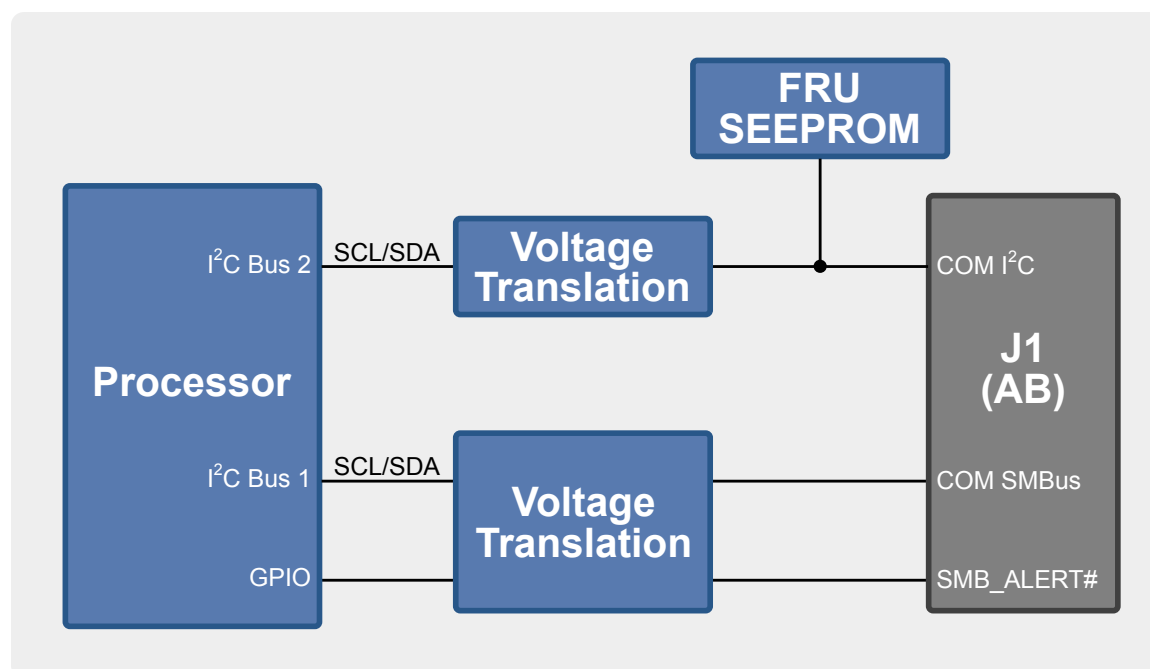 FRU
SEEPROM
I²C Bus 2
SCL/SDA
Voltage
Translation
COM I²C
Processor
J1
(AB)
I²C Bus 1
SCL/SDA
Voltage
Translation
COM SMBus
GPIO
SMB_ALERT#